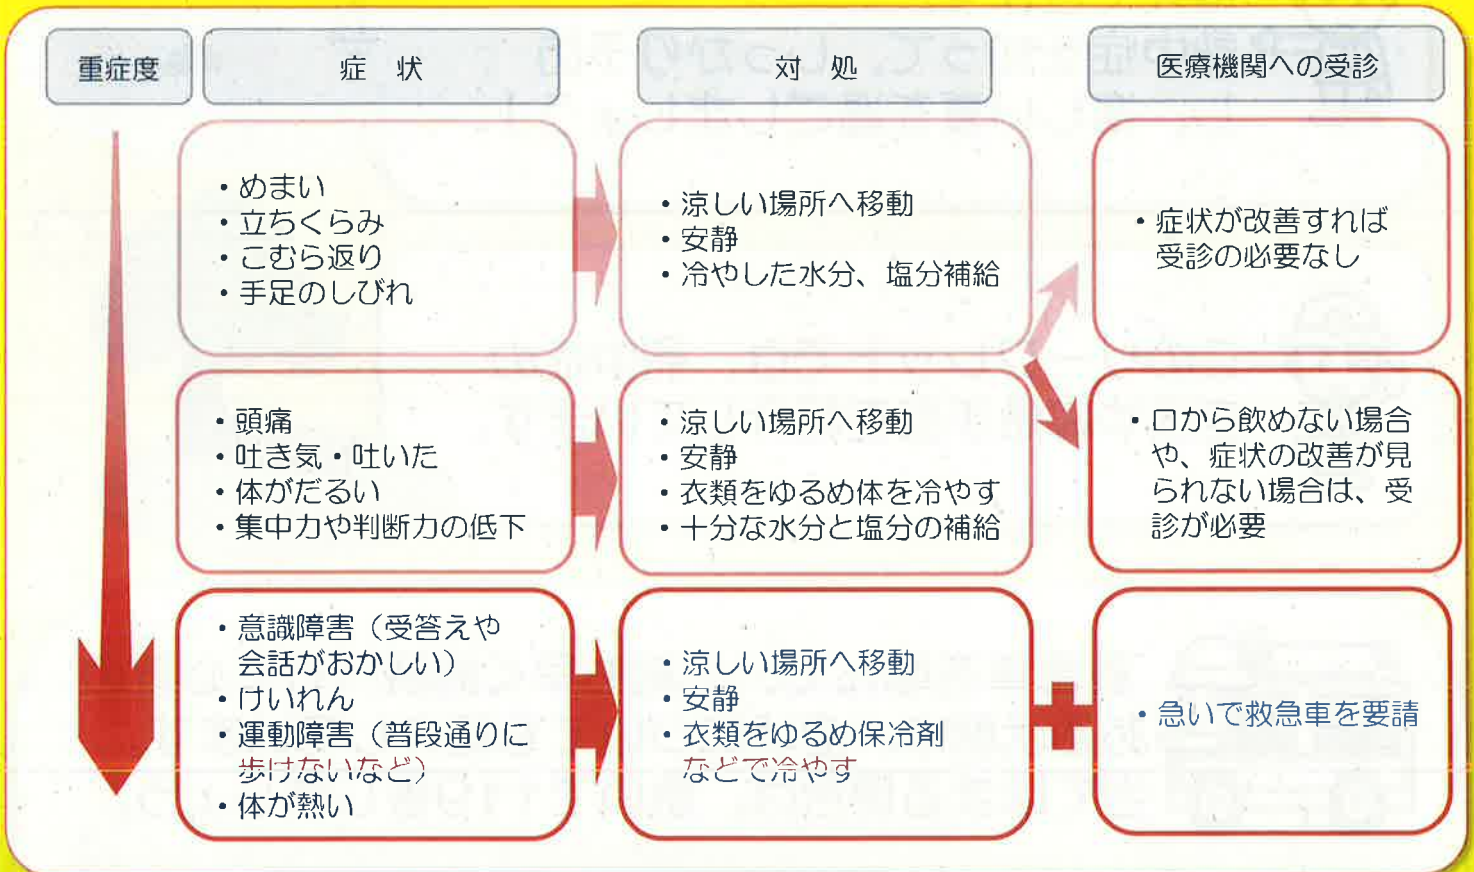 重症度
症 状
対 処
医療機関への受診
・めまい
・立ちくらみ
・こむら返り
・手足のしびれ
・涼しい場所へ移動
・安静
・冷やした水分、塩分補給
・症状が改善すれば
受診の必要なし
・頭痛
・吐き気・吐いた
・体がだるい
・集中力や判断力の低下
・涼しい場所へ移動
・安静
・衣類をゆるめ体を冷やす
・十分な水分と塩分の補給
・口から飲めない場合
や、症状の改善が見
られない場合は、受
診が必要
・意識障害（受答えや
会話がおかしい）
・けいれん
・運動障害（普段通りに
歩けないなど）
・体が熱い
・涼しい場所へ移動
・安静
・衣類をゆるめ保冷剤
などで冷やす
・急いで救急車を要請